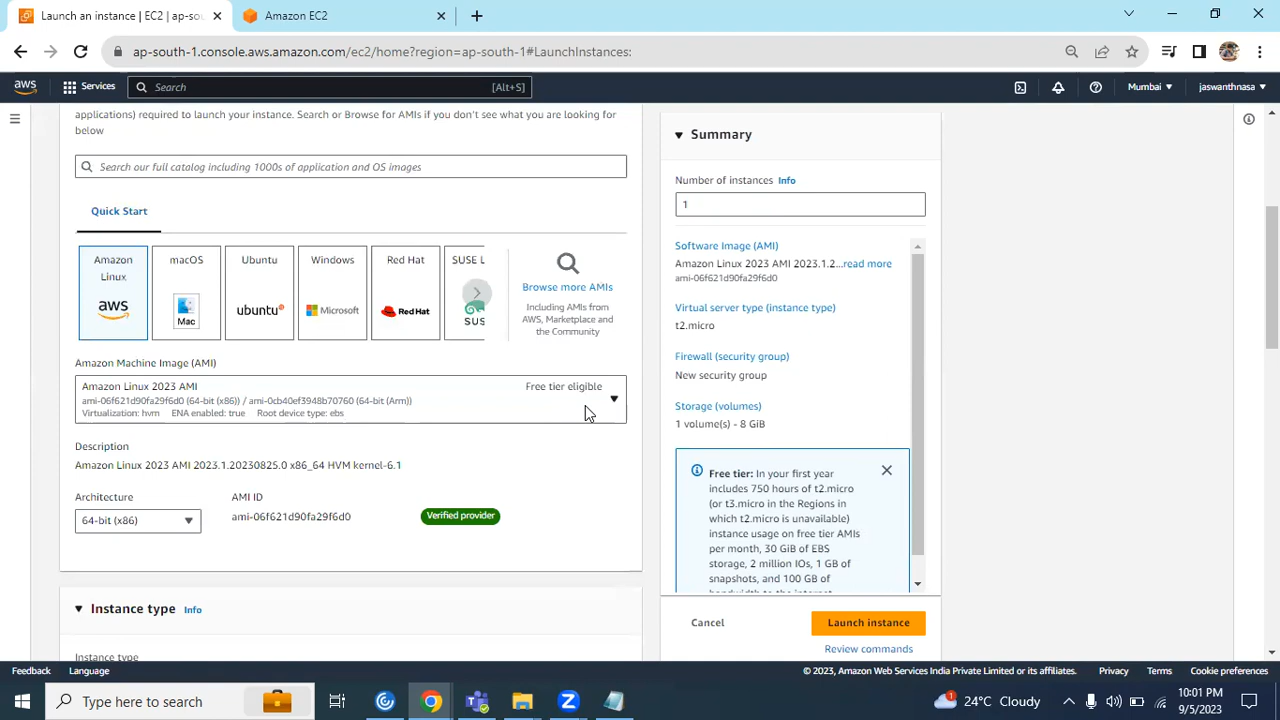 Launch an instance | EC2 | ap-sou
Amazon EC2
ap-south-1.console.aws.amazon.com/ec2/home?region=ap-south-1#LaunchInstances:
aws
Services
Search
[Alt+S]
Mumbai
jaswanthnasa
applications) required to launch your instance. Search or Browse for AMIs if you don't see what you are looking for
below
Search our full catalog including 1000s of application and OS images
Quick Start
Amazon
Linux
aws
macOS
Mac
Ubuntu
ubuntu
Windows
Microsoft
Red Hat
Red Hat
SUSE L
SUS
Browse more AMIs
Including AMIs from
AWS, Marketplace and
the Community
Amazon Machine Image (AMI)
Amazon Linux 2023 AMI
Free tier eligible
ami-06f621d90fa29f6d0 (64-bit (x86)) / ami-0cb40ef3948b70760 (64-bit (Arm))
Virtualization: hvm ENA enabled: true Root device type: ebs
Description
Amazon Linux 2023 AMI 2023.1.20230825.0 x86_64 HVM kernel-6.1
Architecture
AMI ID
64-bit (x86)
ami-06f621d90fa29f6d0
Verified provider
Instance type Info
Instance type
Summary
Number of instances Info
1
Software Image (AMI)
Amazon Linux 2023 AMI 2023.1.2...read more
ami-06f621d90fa29f6d0
Virtual server type (instance type)
t2.micro
Firewall (security group)
New security group
Storage (volumes)
1 volume(s) - 8 GiB
Free tier: In your first year
includes 750 hours of t2.micro
(or t3.micro in the Regions in
which t2.micro is unavailable)
instance usage on free tier AMIs
per month, 30 GiB of EBS
storage, 2 million IOs, 1 GB of
snapshots, and 100 GB of
bandwidth to the internet.
Cancel
Launch instance
Review commands
Feedback
Language
© 2023, Amazon Web Services India Private Limited or its affiliates.
Privacy
Terms
Cookie preferences
Type here to search
1
24°C Cloudy
10:01 PM
9/5/2023